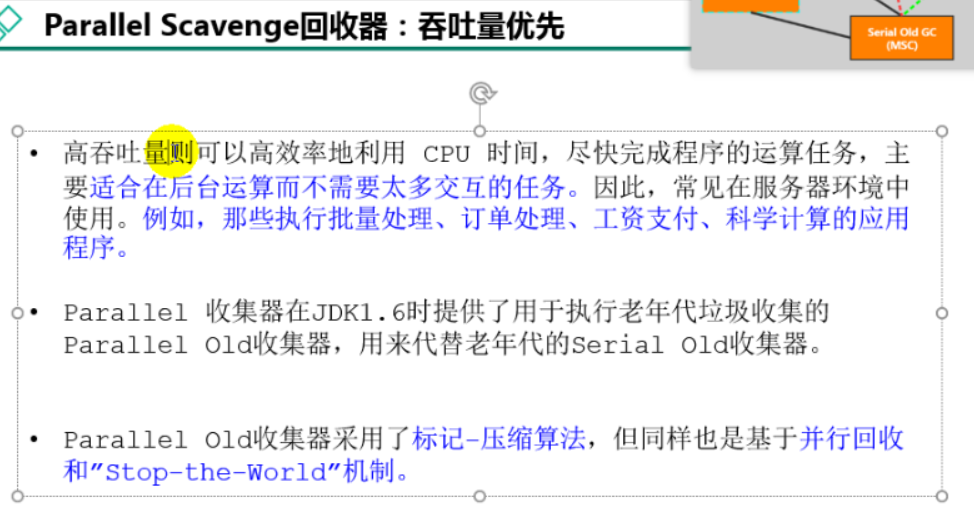 Parallel Scavenge回收器：吞吐量优先
Serial Old GC
(MSC)
• 高吞吐量则可以高效率地利用 CPU 时间，尽快完成程序的运算任务，主
要适合在后台运算而不需要太多交互的任务。因此，常见在服务器环境中
使用。例如，那些执行批量处理、订单处理、工资支付、科学计算的应用
程序。
• Parallel 收集器在JDK1.6时提供了用于执行老年代垃圾收集的
Parallel Old收集器，用来代替老年代的Serial Old收集器。
• Parallel Old收集器采用了标记-压缩算法，但同样也是基于并行回收
和”Stop-the-World”机制。